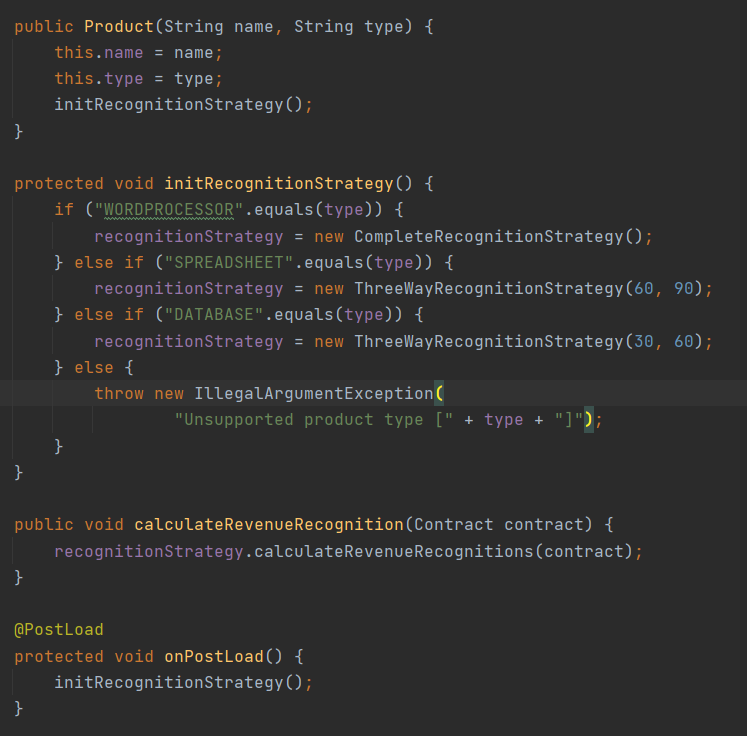 public Product(String name, String type) {
    this.name = name;
    this.type = type;
    initRecognitionStrategy();
}

protected void initRecognitionStrategy() {
    if ("WORDPROCESSOR".equals(type)) {
        recognitionStrategy = new CompleteRecognitionStrategy();
    } else if ("SPREADSHEET".equals(type)) {
        recognitionStrategy = new ThreeWayRecognitionStrategy(60, 90);
    } else if ("DATABASE".equals(type)) {
        recognitionStrategy = new ThreeWayRecognitionStrategy(30, 60);
    } else {
        throw new IllegalArgumentException(
                "Unsupported product type [" + type + "]");
    }
}

public void calculateRevenueRecognition(Contract contract) {
    recognitionStrategy.calculateRevenueRecognitions(contract);
}

@PostLoad
protected void onPostLoad() {
    initRecognitionStrategy();
}